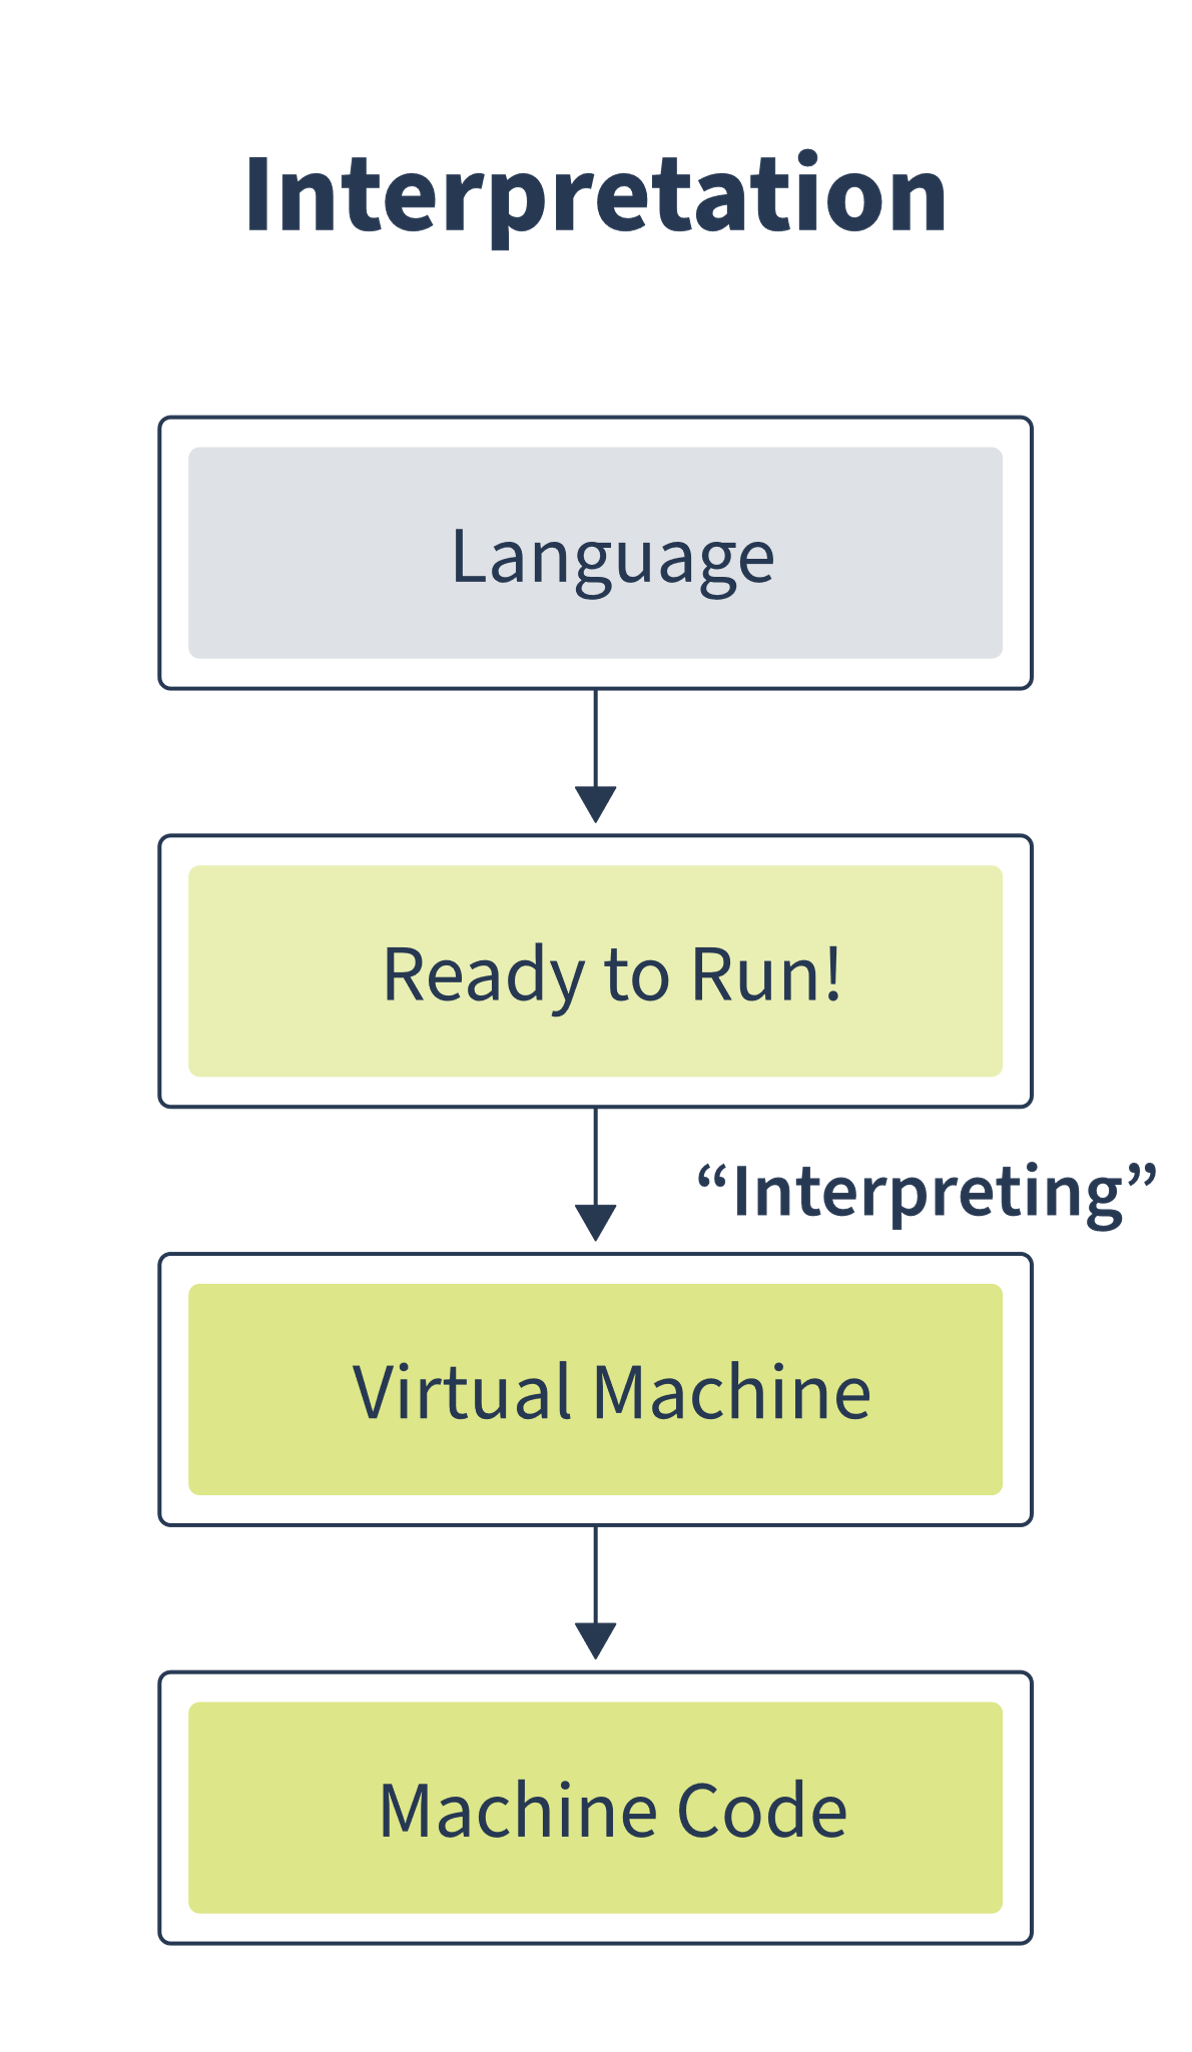 Interpretation
Language
Ready to Run!
“Interpreting”
Virtual Machine
Machine Code